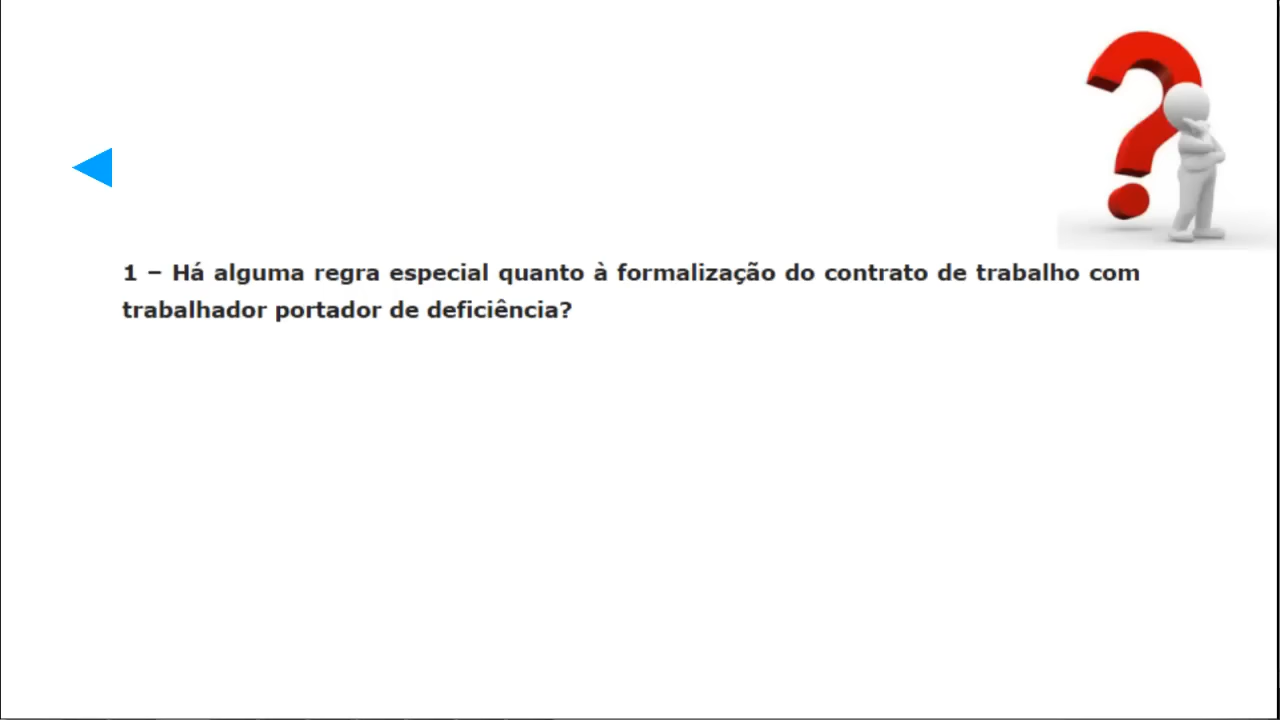 1 – Há alguma regra especial quanto à formalização do contrato de trabalho com
trabalhador portador de deficiência?